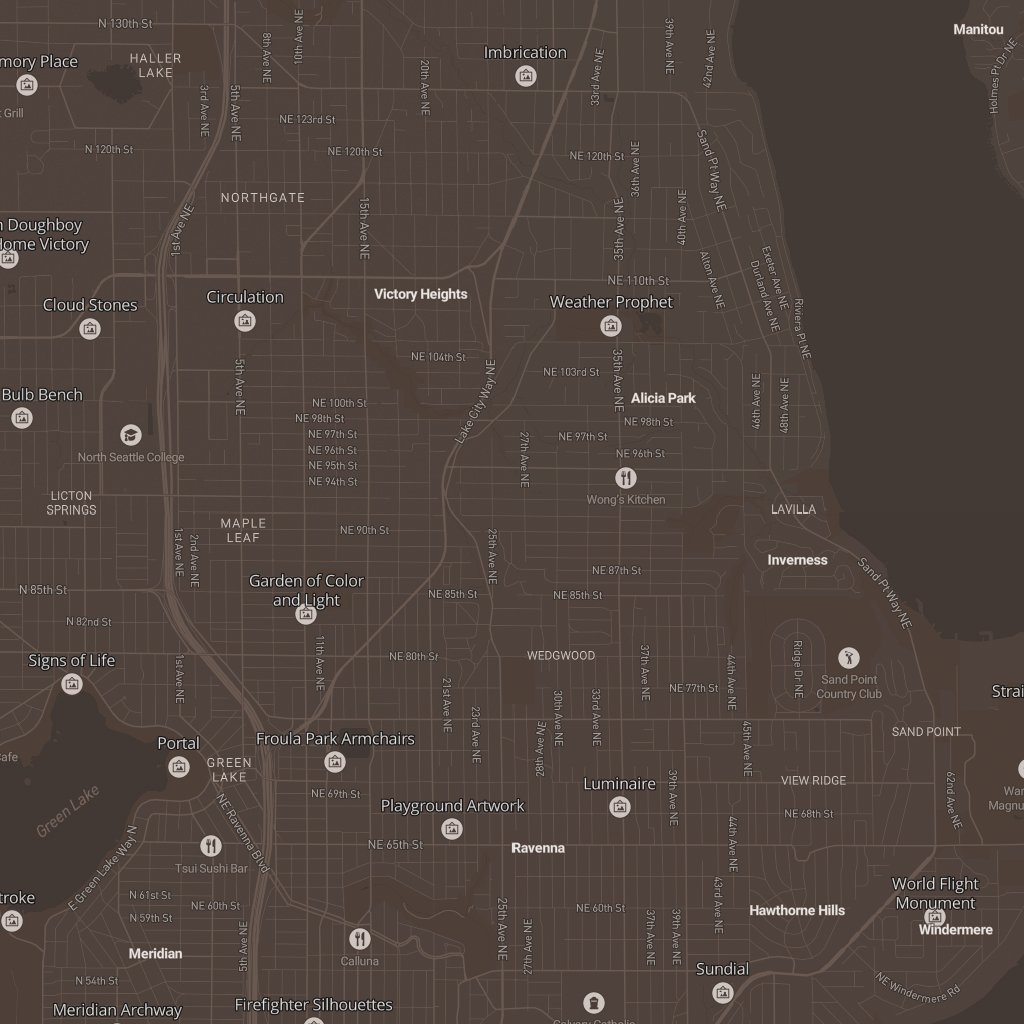 N 130th St
8th Ave NE
10th Ave NE
Imbrication
39th Ave NE
42nd Ave NE
Manitou
HALLER
LAKE
mory Place
20th Ave NE
33rd Ave NE
Holmes Pt Dr NE
3rd Ave NE
5th Ave NE
Grill
NE 123rd St
N 120th St
NE 120th St
NE 120th St
36th Ave NE
Sand Pt Way NE
NORTHGATE
1st Ave NE
15th Ave NE
35th Ave NE
40th Ave NE
Doughboy
Home Victory
Alton Ave NE
Exeter Ave NE
Durland Ave NE
Riviera Pl NE
NE 110th St
Cloud Stones
Circulation
Victory Heights
Weather Prophet
NE 104th St
NE 103rd St
5th Ave NE
Lake City Way NE
35th Ave NE
Alicia Park
46th Ave NE
48th Ave NE
Bulb Bench
NE 100th St
NE 98th St
NE 97th St
NE 96th St
NE 95th St
NE 94th St
NE 98th St
NE 97th St
NE 96th St
27th Ave NE
North Seattle College
Wong's Kitchen
LICTON
SPRINGS
LAVILLA
MAPLE
LEAF
NE 90th St
1st Ave NE
2nd Ave NE
25th Ave NE
Inverness
NE 87th St
Sand Pt Way NE
Garden of Color
and Light
N 85th St
NE 85th St
NE 85th St
N 82nd St
Signs of Life
1st Ave NE
11th Ave NE
NE 80th St
WEDGWOOD
37th Ave NE
44th Ave NE
Ridge Dr NE
Sand Point
Country Club
NE 77th St
21st Ave NE
23rd Ave NE
30th Ave NE
33rd Ave NE
28th Ave NE
45th Ave NE
SAND POINT
Portal
Froula Park Armchairs
GREEN
LAKE
Green Lake
NE 69th St
Luminaire
39th Ave NE
VIEW RIDGE
62nd Ave NE
Playground Artwork
NE 68th St
NE Ravenna Blvd
E Green Lake Way N
NE 65th St
Ravenna
44th Ave NE
Tsui Sushi Bar
N 61st St
NE 60th St
N 59th St
NE 60th St
43rd Ave NE
World Flight
Monument
Hawthorne Hills
Windermere
5th Ave NE
25th Ave NE
27th Ave NE
37th Ave NE
39th Ave NE
Meridian
Calluna
N 54th St
Sundial
NE Windermere Rd
Meridian Archway
Firefighter Silhouettes